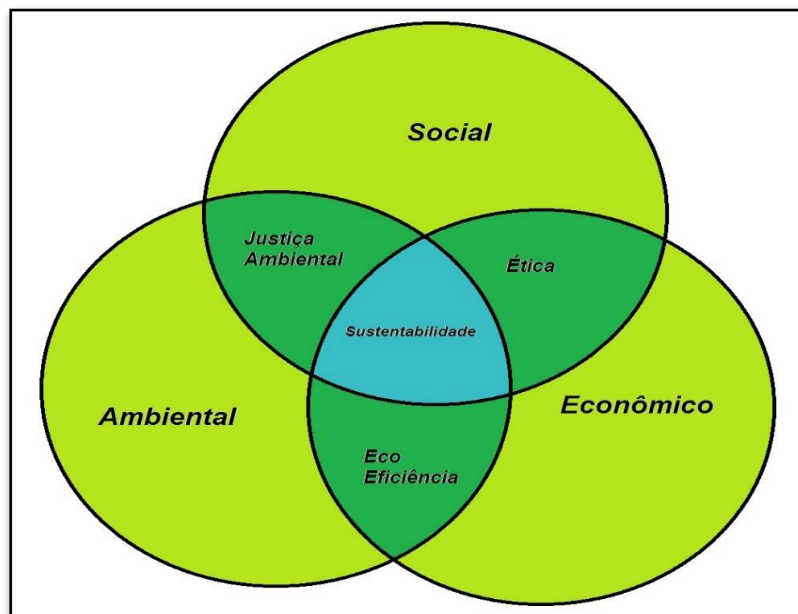 Social
Justiça
Ambiental
Ética
Sustentabilidade
Ambiental
Econômico
Eco
Eficiência